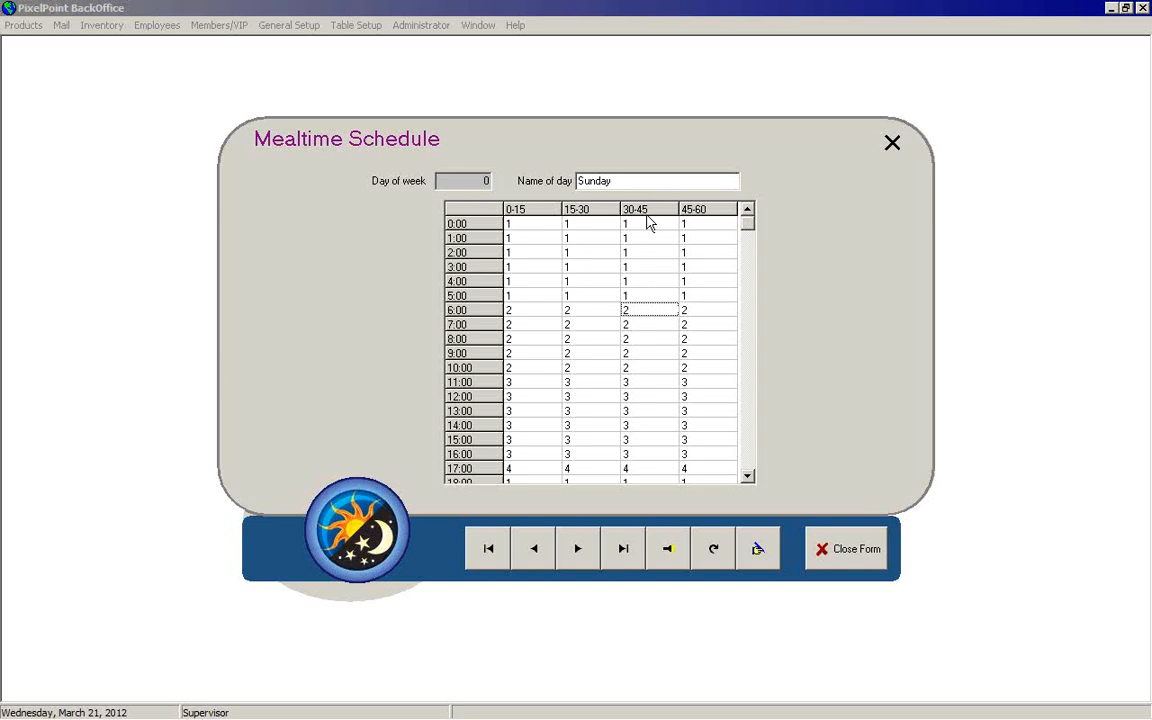 PixelPoint BackOffice
Products Mail Inventory Employees Members/VIP General Setup Table Setup Administrator Window Help
Mealtime Schedule
Day of week 0 Name of day Sunday
0-15 15-30 30-45 45-60
0:00 1 1 1 1
1:00 1 1 1 1
2:00 1 1 1 1
3:00 1 1 1 1
4:00 1 1 1 1
5:00 1 1 1 1
6:00 2 2 2 2
7:00 2 2 2 2
8:00 2 2 2 2
9:00 2 2 2 2
10:00 2 2 2 2
11:00 3 3 3 3
12:00 3 3 3 3
13:00 3 3 3 3
14:00 3 3 3 3
15:00 3 3 3 3
16:00 3 3 3 3
17:00 4 4 4 4
Close Form
Wednesday, March 21, 2012 Supervisor